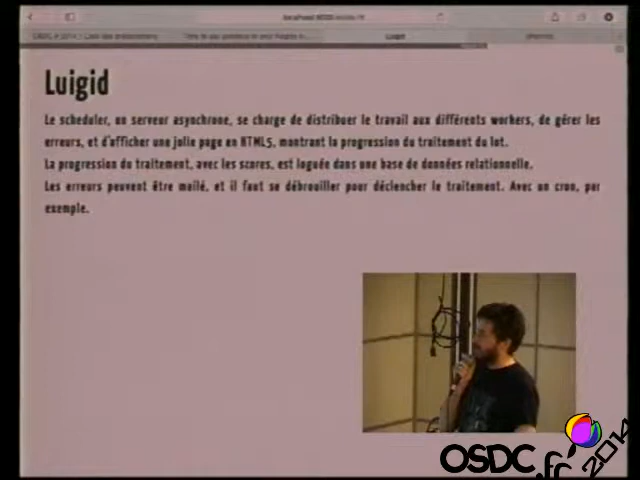 Luigid
Le scheduler, un serveur asynchrone, se charge de distribuer le travail aux différents workers, de gérer les
erreurs, et d'afficher une jolie page en HTML5, montrant la progression du traitement du lot.
La progression du traitement, avec les scores, est loguée dans une base de données relationnelle.
Les erreurs peuvent être mailé, et il faut se débrouiller pour déclencher le traitement. Avec un cron, par
exemple.
OSDC.fr 2014